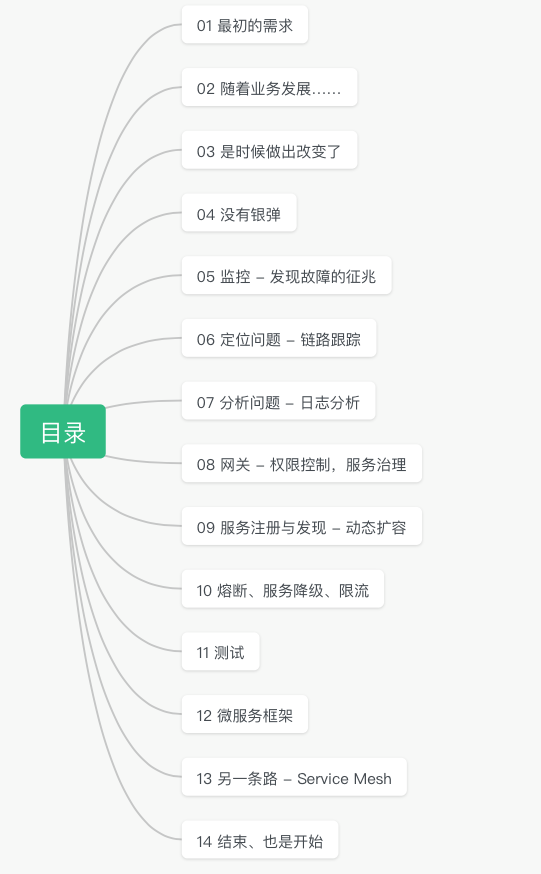 目录
01 最初的需求
02 随着业务发展……
03 是时候做出改变了
04 没有银弹
05 监控 – 发现故障的征兆
06 定位问题 – 链路跟踪
07 分析问题 – 日志分析
08 网关 – 权限控制，服务治理
09 服务注册与发现 – 动态扩容
10 熔断、服务降级、限流
11 测试
12 微服务框架
13 另一条路 – Service Mesh
14 结束、也是开始